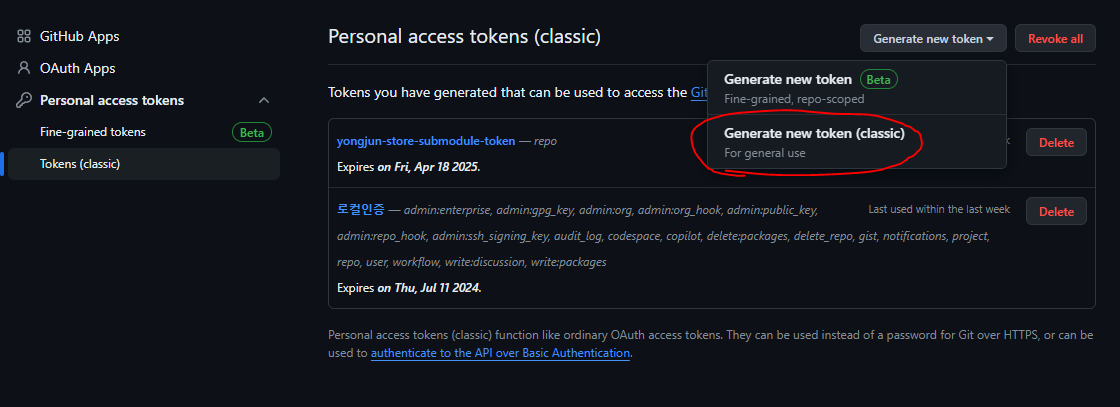 GitHub Apps
OAuth Apps
Personal access tokens
Fine-grained tokens
Beta
Tokens (classic)
Personal access tokens (classic)
Generate new token
Revoke all
Generate new token Beta
Fine-grained, repo-scoped
Generate new token (classic)
For general use
Tokens you have generated that can be used to access the
yongjun-store-submodule-token — repo
Delete
Expires on Fri, Apr 18 2025.
로컬인증 — admin:enterprise, admin:gpg_key, admin:org, admin:org_hook, admin:public_key,
Last used within the last week
Delete
admin:repo_hook, admin:ssh_signing_key, audit_log, codespace, copilot, delete:packages, delete_repo, gist, notifications, project,
repo, user, workflow, write:discussion, write:packages
Expires on Thu, Jul 11 2024.
Personal access tokens (classic) function like ordinary OAuth access tokens. They can be used instead of a password for Git over HTTPS, or can be
used to authenticate to the API over Basic Authentication.